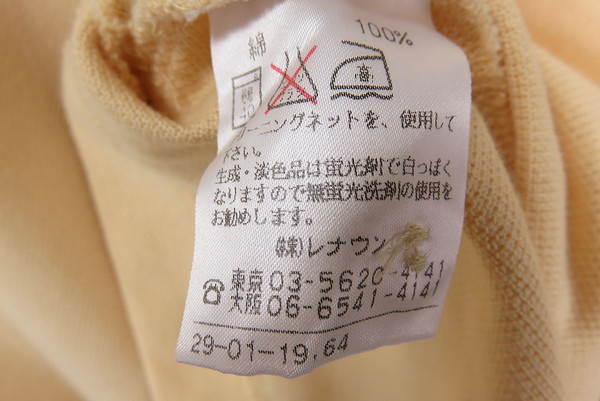 綿 100%
高
40
ーニングネットを、使用して
下さい。
生成・淡色品は蛍光剤で白っぽく
なりますので無蛍光洗剤の使用を
お勧めします。
㈱レナウン
☎ 東京 03-5620-4141
大阪 06-6541-4141
29-01-19.64